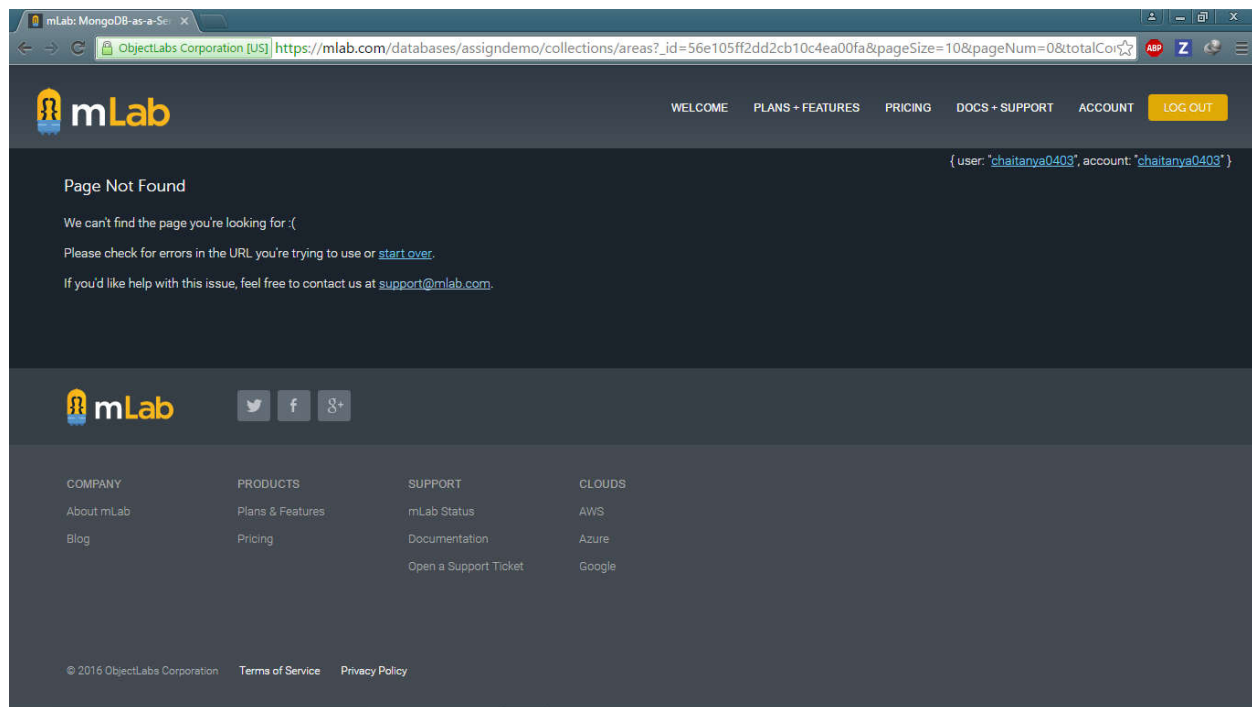 mLab: MongoDB-as-a-Ser
ObjectLabs Corporation [US] https://mlab.com/databases/assigndemo/collections/areas?_id=56e105ff2dd2cb10c4ea00fa&pageSize=10&pageNum=0&totalCo
ABP Z
mLab WELCOME PLANS + FEATURES PRICING DOCS + SUPPORT ACCOUNT LOG OUT
{ user: "chaitanya0403", account: "chaitanya0403" }
Page Not Found
We can't find the page you're looking for :(
Please check for errors in the URL you're trying to use or start over.
If you'd like help with this issue, feel free to contact us at support@mlab.com.
mLab f g+
COMPANY PRODUCTS SUPPORT CLOUDS
About mLab Plans & Features mLab Status AWS
Blog Pricing Documentation Azure
Open a Support Ticket Google
© 2016 ObjectLabs Corporation Terms of Service Privacy Policy